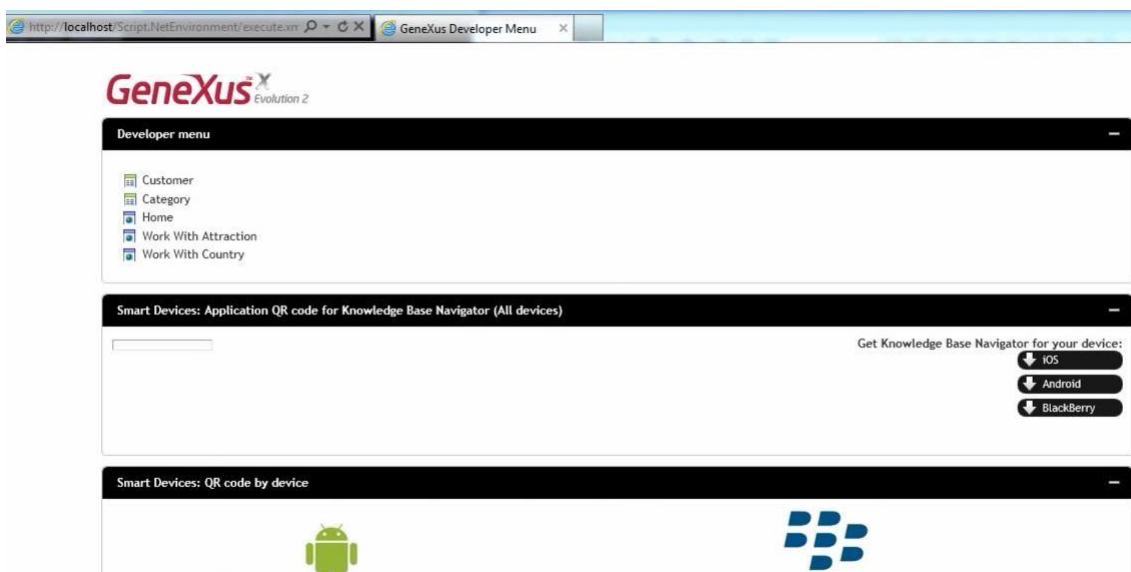 http://localhost/Script.NetEnvironment/execute.xm
GeneXus Developer Menu
GeneXus X
Evolution 2
Developer menu
Customer
Category
Home
Work With Attraction
Work With Country
Smart Devices: Application QR code for Knowledge Base Navigator (All devices)
Get Knowledge Base Navigator for your device:
iOS
Android
BlackBerry
Smart Devices: QR code by device